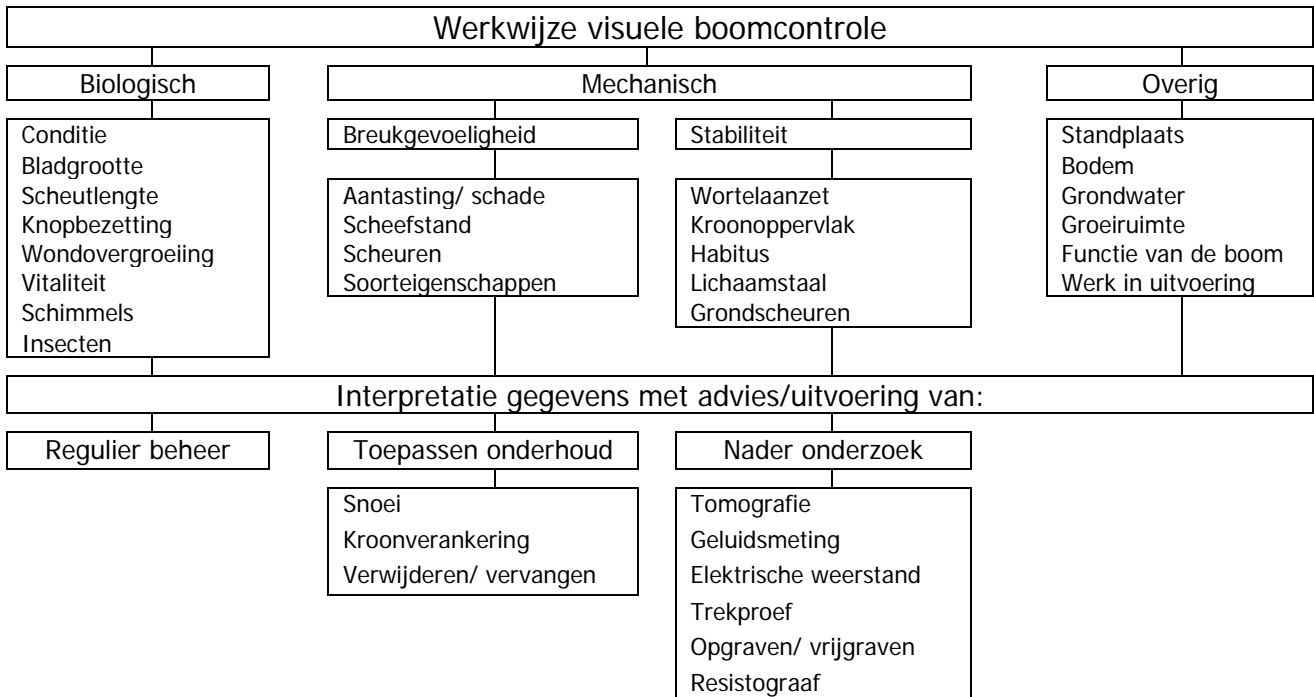 Werkwijze visuele boomcontrole
Biologisch
Mechanisch
Overig
Conditie
Bladgrootte
Scheutlengte
Knopbezetting
Wondovergroeiing
Vitaliteit
Schimmels
Insecten
Breukgevoeligheid
Aantasting/ schade
Scheefstand
Scheuren
Soorteigenschappen
Stabiliteit
Wortelaanzet
Kroonoppervlak
Habitus
Lichaamstaal
Grondscheuren
Standplaats
Bodem
Grondwater
Groeiruimte
Functie van de boom
Werk in uitvoering
Interpretatie gegevens met advies/uitvoering van:
Regulier beheer
Toepassen onderhoud
Snoei
Kroonverankering
Verwijderen/ vervangen
Nader onderzoek
Tomografie
Geluidsmeting
Elektrische weerstand
Trekproef
Opgraven/ vrijgraven
Resistograaf